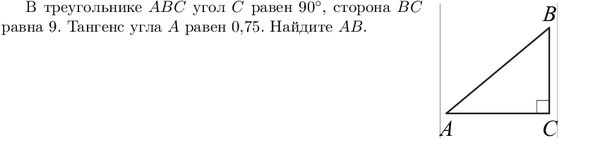 В треугольнике ABC угол C равен 90°, сторона BC
равна 9. Тангенс угла A равен 0,75. Найдите AB.
B
A
C